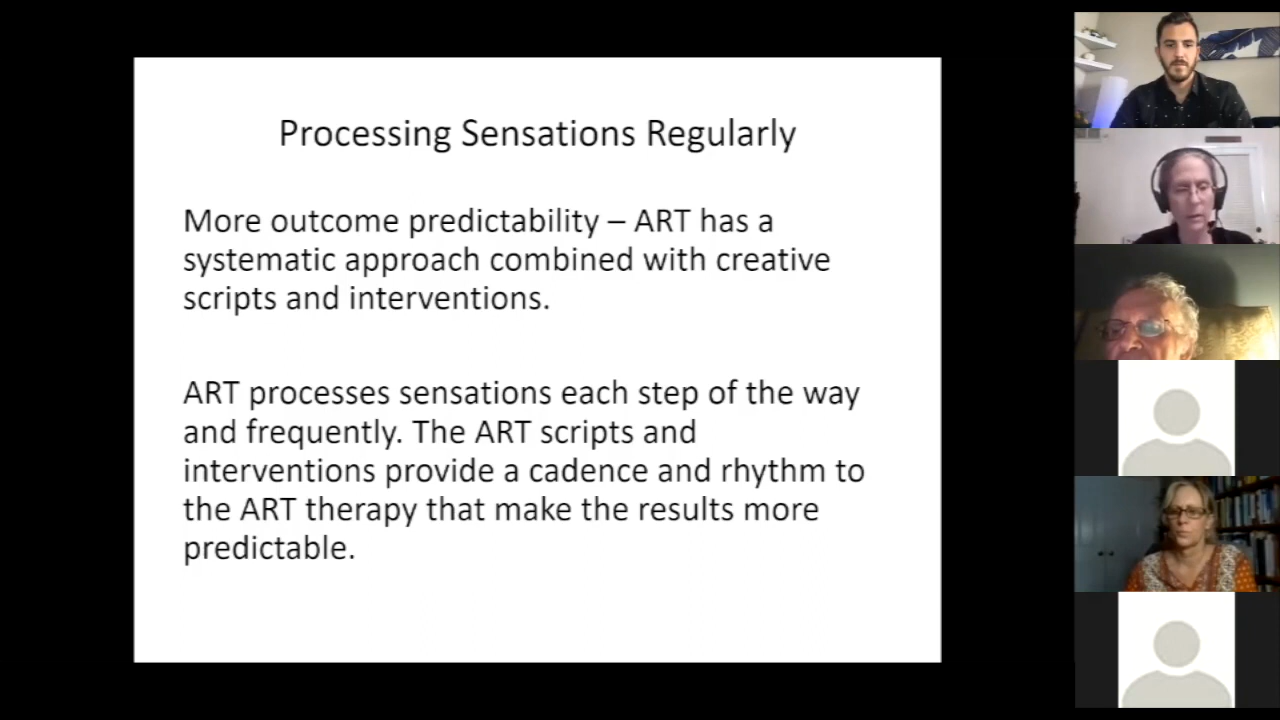 Processing Sensations Regularly
More outcome predictability – ART has a
systematic approach combined with creative
scripts and interventions.
ART processes sensations each step of the way
and frequently. The ART scripts and
interventions provide a cadence and rhythm to
the ART therapy that make the results more
predictable.